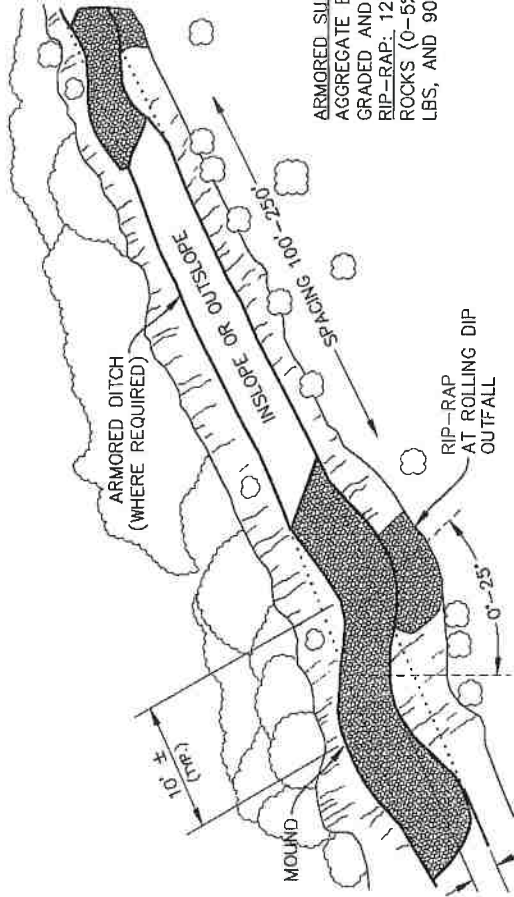 ARMORED DITCH
(WHERE REQUIRED)
INSLOPE OR OUTSLOPE
SPACING 100'-250'
10' ±
(TYP.)
MOUND
RIP-RAP
AT ROLLING DIP
OUTFALL
0°-25°
ARMORED SU
AGGREGATE B
GRADED AND
RIP-RAP: 12
ROCKS (0-5%
LBS, AND 90